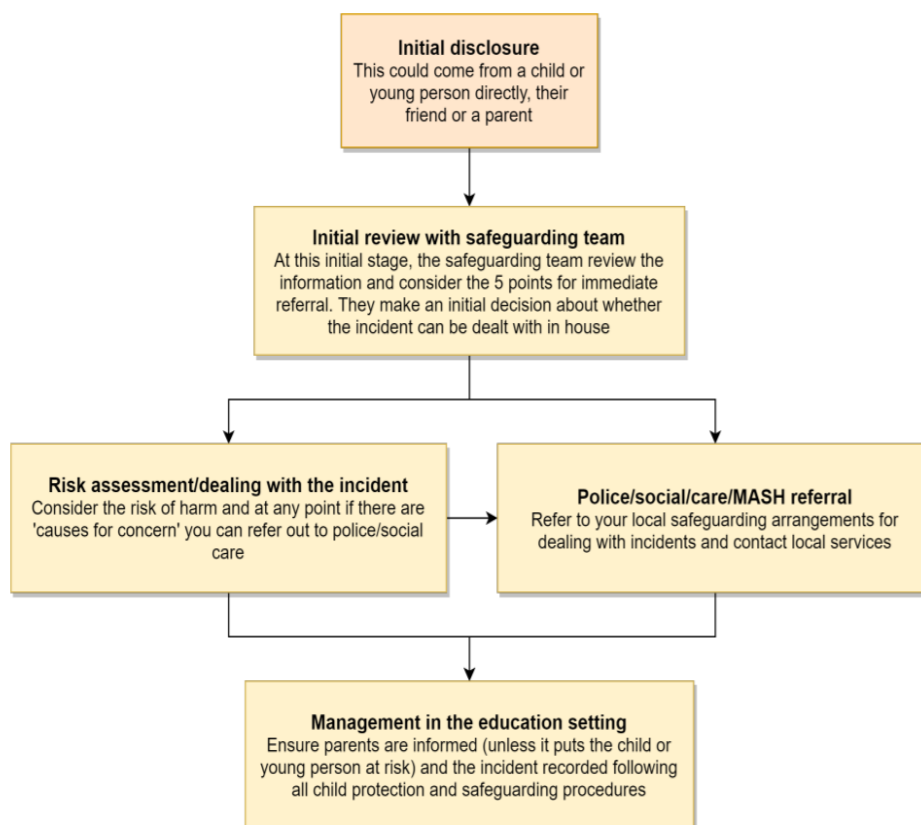 Initial disclosure
This could come from a child or
young person directly, their
friend or a parent
Initial review with safeguarding team
At this initial stage, the safeguarding team review the
information and consider the 5 points for immediate
referral. They make an initial decision about whether
the incident can be dealt with in house
Risk assessment/dealing with the incident
Consider the risk of harm and at any point if there are
'causes for concern' you can refer out to police/social
care
Police/social/care/MASH referral
Refer to your local safeguarding arrangements for
dealing with incidents and contact local services
Management in the education setting
Ensure parents are informed (unless it puts the child or
young person at risk) and the incident recorded following
all child protection and safeguarding procedures